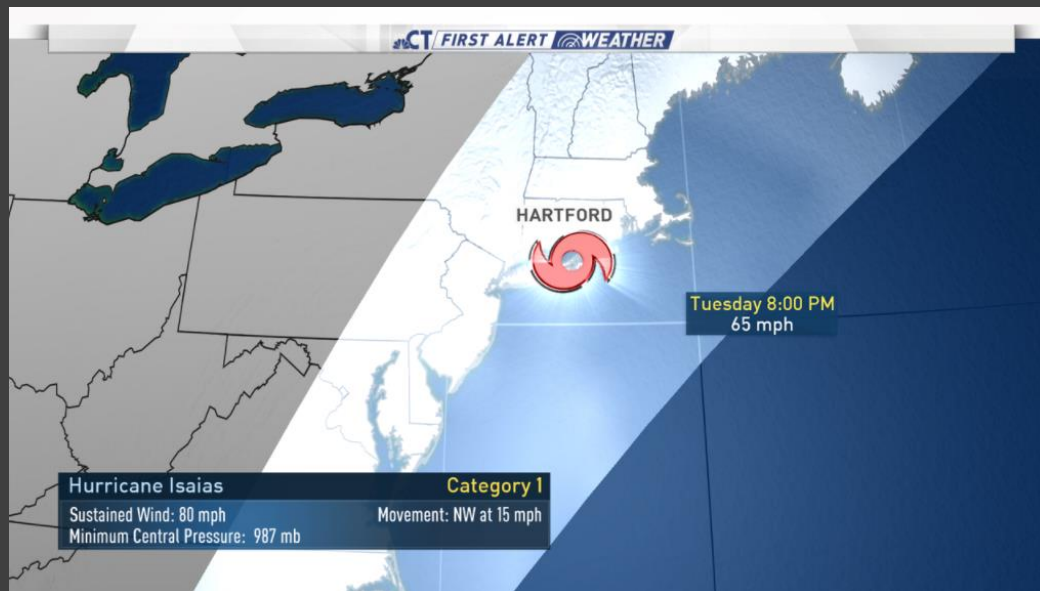 CT FIRST ALERT WEATHER
HARTFORD
Tuesday 8:00 PM
65 mph
Hurricane Isaias Category 1
Sustained Wind: 80 mph Movement: NW at 15 mph
Minimum Central Pressure: 987 mb